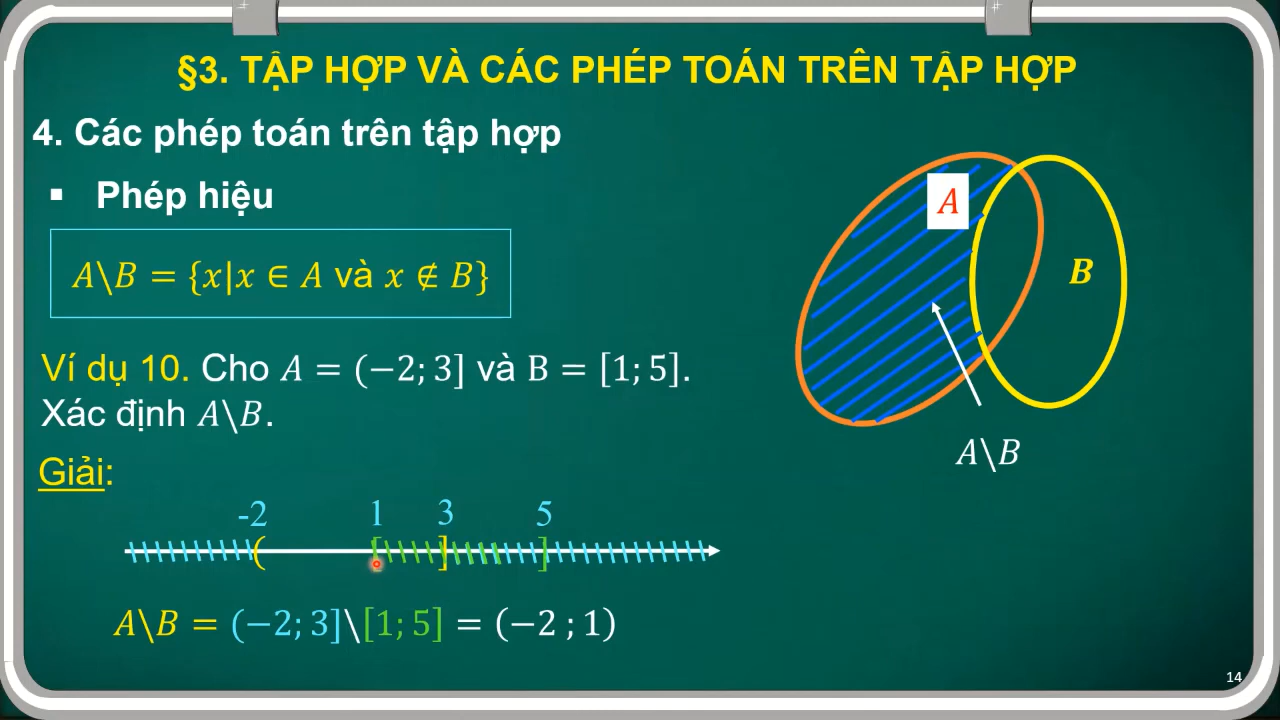 §3. TẬP HỢP VÀ CÁC PHÉP TOÁN TRÊN TẬP HỢP
4. Các phép toán trên tập hợp
▪ Phép hiệu
A\B = {x|x ∈ A và x ∉ B}
A
B
A\B
Ví dụ 10. Cho A = (−2; 3] và B = [1; 5].
Xác định A\B.
Giải:
-2 1 3 5
( [ ] ]
A\B = (−2; 3]\[1; 5] = (−2 ; 1)
14